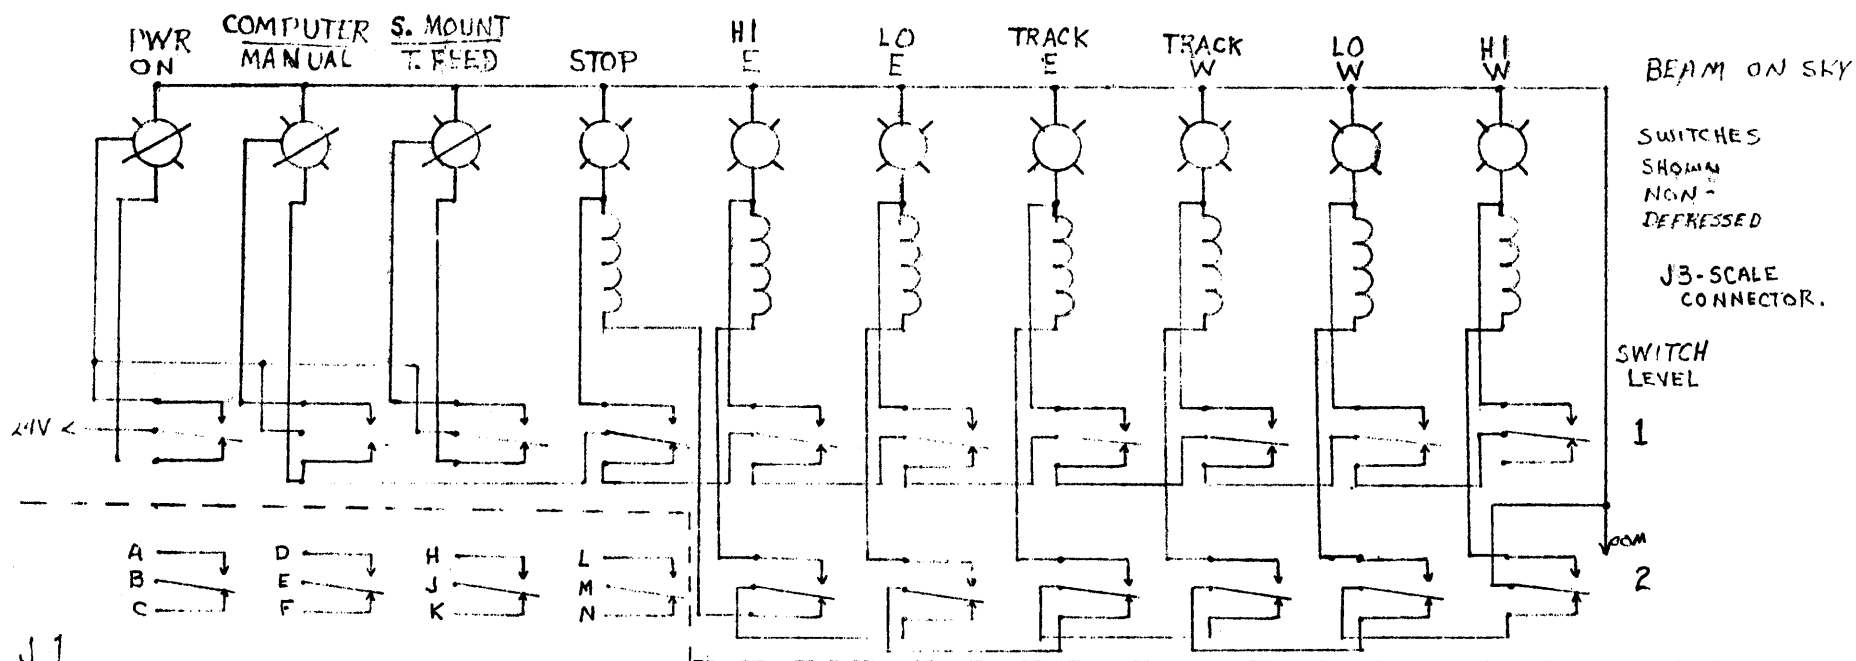 PWR
ON
COMPUTER
MANUAL
S. MOUNT
T. FEED
STOP
HI
E
LO
E
TRACK
E
TRACK
W
LO
W
HI
W
BEAM ON SKY
SWITCHES
SHOWN
NON-
DEPRESSED
J3-SCALE
CONNECTOR.
SWITCH
LEVEL
1
24V <
COM
2
A
B
C
D
E
F
H
J
K
L
M
N
J1